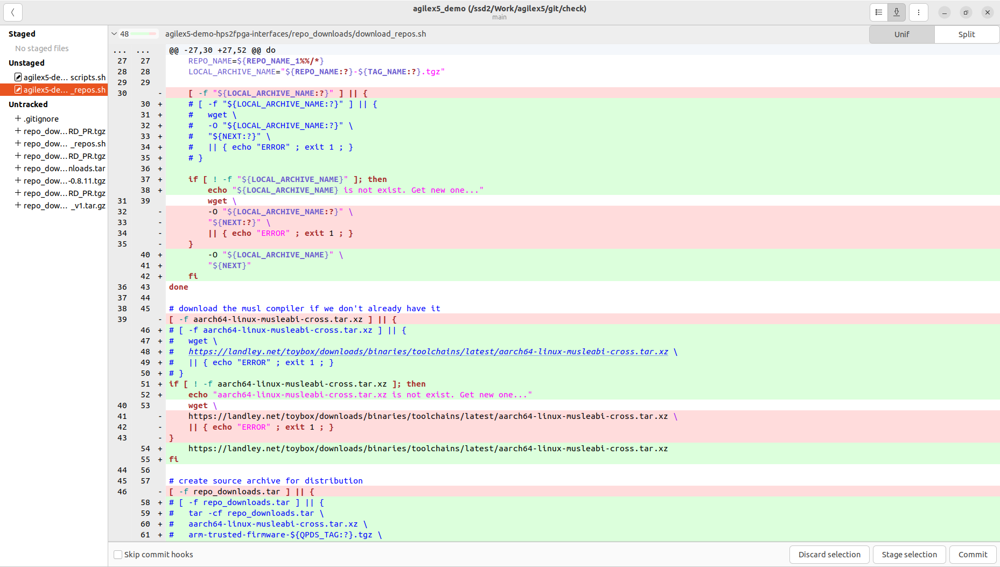 agilex5_demo (/ssd2/Work/agilex5/git/check)
main
Staged
No staged files
Unstaged
agilex5-de... scripts.sh
agilex5-de... _repos.sh
Untracked
.gitignore
repo_dow...RD_PR.tgz
repo_dow... _repos.sh
repo_dow...RD_PR.tgz
repo_dow...nloads.tar
repo_dow...-0.8.11.tgz
repo_dow...RD_PR.tgz
repo_dow... _v1.tar.gz
48 agilex5-demo-hps2fpga-interfaces/repo_downloads/download_repos.sh
Unif Split
... ... @@ -27,30 +27,52 @@ do
27 27 REPO_NAME=${REPO_NAME_1%%/*}
28 28 LOCAL_ARCHIVE_NAME="${REPO_NAME:?}-${TAG_NAME:?}.tgz"
29 29
30 - [ -f "${LOCAL_ARCHIVE_NAME:?}" ] || {
30 + # [ -f "${LOCAL_ARCHIVE_NAME:?}" ] || {
31 + # wget \
32 + # -O "${LOCAL_ARCHIVE_NAME:?}" \
33 + # "${NEXT:?}" \
34 + # || { echo "ERROR" ; exit 1 ; }
35 + # }
36 +
37 + if [ ! -f "${LOCAL_ARCHIVE_NAME}" ]; then
38 + echo "${LOCAL_ARCHIVE_NAME} is not exist. Get new one..."
31 39 wget \
32 - -O "${LOCAL_ARCHIVE_NAME:?}" \
33 - "${NEXT:?}" \
34 - || { echo "ERROR" ; exit 1 ; }
35 - }
40 + -O "${LOCAL_ARCHIVE_NAME}" \
41 + "${NEXT}"
42 + fi
36 43 done
37 44
38 45 # download the musl compiler if we don't already have it
39 - [ -f aarch64-linux-musleabi-cross.tar.xz ] || {
46 + # [ -f aarch64-linux-musleabi-cross.tar.xz ] || {
47 + # wget \
48 + # https://landley.net/toybox/downloads/binaries/toolchains/latest/aarch64-linux-musleabi-cross.tar.xz \
49 + # || { echo "ERROR" ; exit 1 ; }
50 + # }
51 + if [ ! -f aarch64-linux-musleabi-cross.tar.xz ]; then
52 + echo "aarch64-linux-musleabi-cross.tar.xz is not exist. Get new one..."
40 53 wget \
41 - https://landley.net/toybox/downloads/binaries/toolchains/latest/aarch64-linux-musleabi-cross.tar.xz \
42 - || { echo "ERROR" ; exit 1 ; }
43 - }
54 + https://landley.net/toybox/downloads/binaries/toolchains/latest/aarch64-linux-musleabi-cross.tar.xz
55 + fi
44 56
45 57 # create source archive for distribution
46 - [ -f repo_downloads.tar ] || {
58 + # [ -f repo_downloads.tar ] || {
59 + # tar -cf repo_downloads.tar \
60 + # aarch64-linux-musleabi-cross.tar.xz \
61 + # arm-trusted-firmware-${QPDS_TAG:?}.tgz \
Skip commit hooks
Discard selection Stage selection Commit